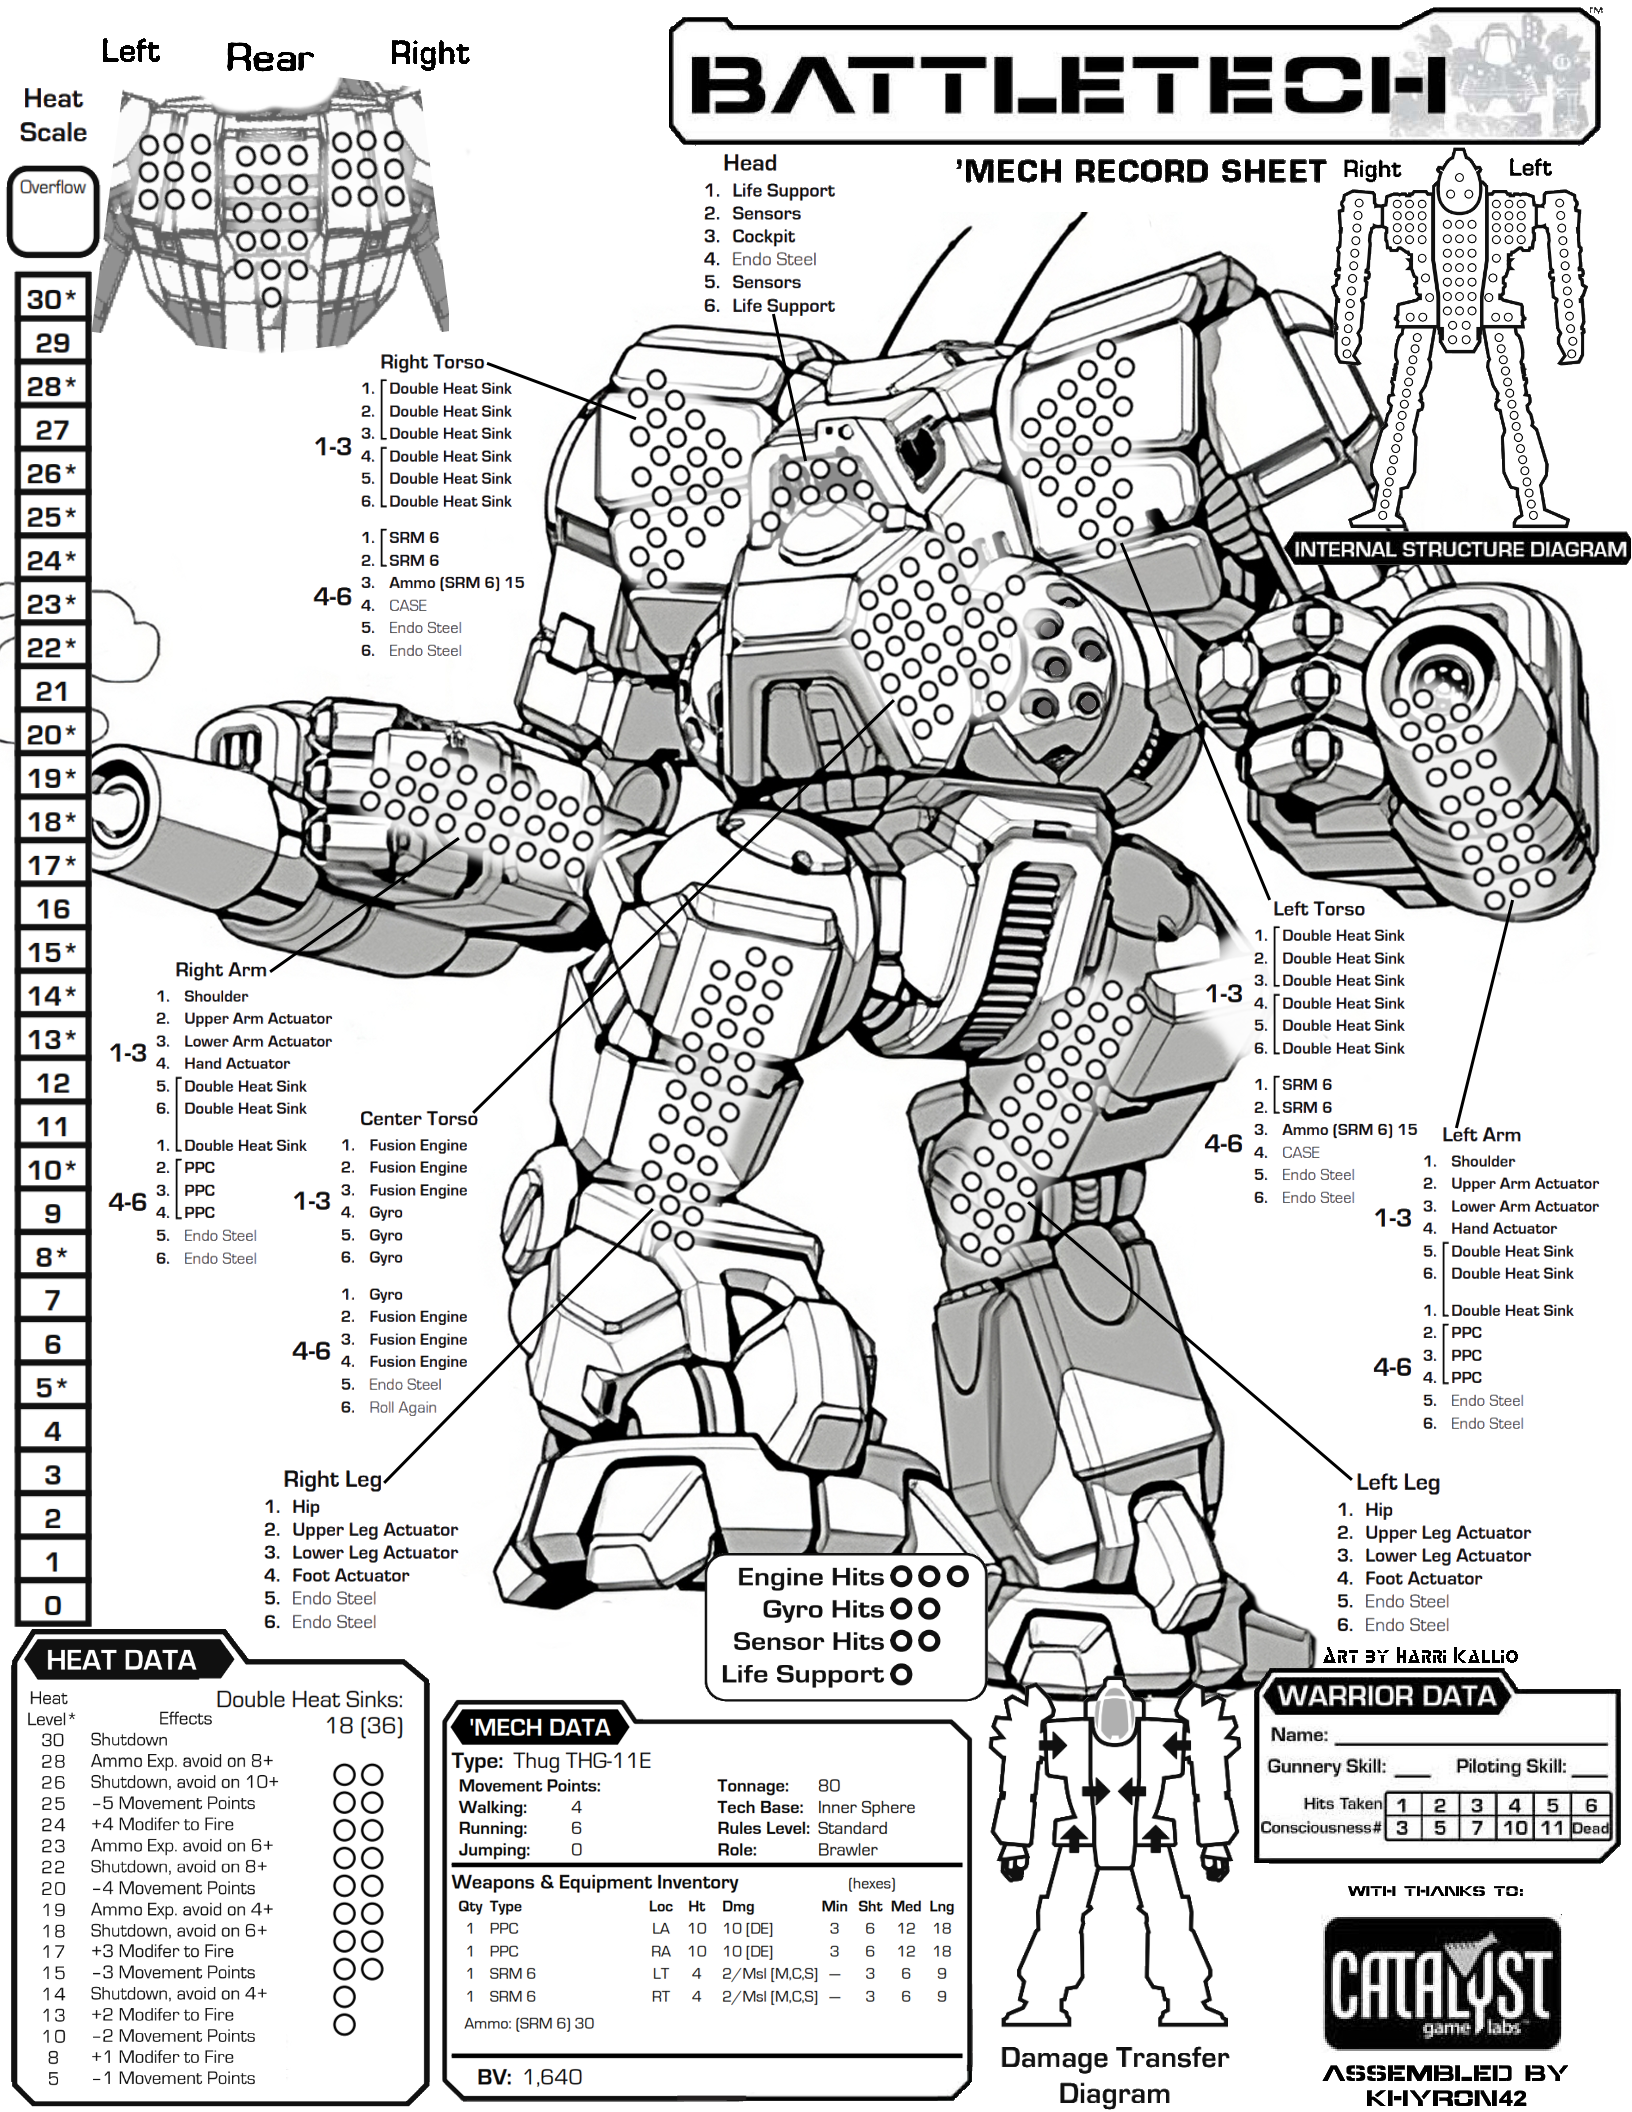 Left Rear Right
Heat
Scale
Overflow
30*
29
28*
27
26*
25*
24*
23*
22*
21
20*
19*
18*
17*
16
15*
14*
13*
12
11
10*
9
8*
7
6
5*
4
3
2
1
0
BATTLETECH™
'MECH RECORD SHEET
Right Left
INTERNAL STRUCTURE DIAGRAM
Head
1. Life Support
2. Sensors
3. Cockpit
4. Endo Steel
5. Sensors
6. Life Support
Right Torso
1-3
1. Double Heat Sink
2. Double Heat Sink
3. Double Heat Sink
4. Double Heat Sink
5. Double Heat Sink
6. Double Heat Sink
4-6
1. SRM 6
2. SRM 6
3. Ammo (SRM 6) 15
4. CASE
5. Endo Steel
6. Endo Steel
Left Torso
1-3
1. Double Heat Sink
2. Double Heat Sink
3. Double Heat Sink
4. Double Heat Sink
5. Double Heat Sink
6. Double Heat Sink
4-6
1. SRM 6
2. SRM 6
3. Ammo (SRM 6) 15
4. CASE
5. Endo Steel
6. Endo Steel
Right Arm
1-3
1. Shoulder
2. Upper Arm Actuator
3. Lower Arm Actuator
4. Hand Actuator
5. Double Heat Sink
6. Double Heat Sink
4-6
1. Double Heat Sink
2. PPC
3. PPC
4. PPC
5. Endo Steel
6. Endo Steel
Center Torso
1-3
1. Fusion Engine
2. Fusion Engine
3. Fusion Engine
4. Gyro
5. Gyro
6. Gyro
4-6
1. Gyro
2. Fusion Engine
3. Fusion Engine
4. Fusion Engine
5. Endo Steel
6. Roll Again
Left Arm
1-3
1. Shoulder
2. Upper Arm Actuator
3. Lower Arm Actuator
4. Hand Actuator
5. Double Heat Sink
6. Double Heat Sink
4-6
1. Double Heat Sink
2. PPC
3. PPC
4. PPC
5. Endo Steel
6. Endo Steel
Right Leg
1. Hip
2. Upper Leg Actuator
3. Lower Leg Actuator
4. Foot Actuator
5. Endo Steel
6. Endo Steel
Left Leg
1. Hip
2. Upper Leg Actuator
3. Lower Leg Actuator
4. Foot Actuator
5. Endo Steel
6. Endo Steel
Engine Hits
Gyro Hits
Sensor Hits
Life Support
Art by Harri Kallio
HEAT DATA
Heat
Level* Effects
Double Heat Sinks:
18 (36)
30 Shutdown
28 Ammo Exp. avoid on 8+
26 Shutdown, avoid on 10+
25 -5 Movement Points
24 +4 Modifer to Fire
23 Ammo Exp. avoid on 6+
22 Shutdown, avoid on 8+
20 -4 Movement Points
19 Ammo Exp. avoid on 4+
18 Shutdown, avoid on 6+
17 +3 Modifer to Fire
15 -3 Movement Points
14 Shutdown, avoid on 4+
13 +2 Modifer to Fire
10 -2 Movement Points
8 +1 Modifer to Fire
5 -1 Movement Points
'MECH DATA
Type: Thug THG-11E
Movement Points:
Walking: 4
Running: 6
Jumping: 0
Tonnage: 80
Tech Base: Inner Sphere
Rules Level: Standard
Role: Brawler
Weapons & Equipment Inventory (hexes)
Qty Type Loc Ht Dmg Min Sht Med Lng
1 PPC LA 10 10 [DE] 3 6 12 18
1 PPC RA 10 10 [DE] 3 6 12 18
1 SRM 6 LT 4 2/Msl [M,C,S] – 3 6 9
1 SRM 6 RT 4 2/Msl [M,C,S] – 3 6 9
Ammo: (SRM 6) 30
BV: 1,640
Damage Transfer
Diagram
WARRIOR DATA
Name:
Gunnery Skill: Piloting Skill:
Hits Taken 1 2 3 4 5 6
Consciousness# 3 5 7 10 11 Dead
WITH THANKS TO:
CATALYST
game labs™
ASSEMBLED BY
KHYRON42